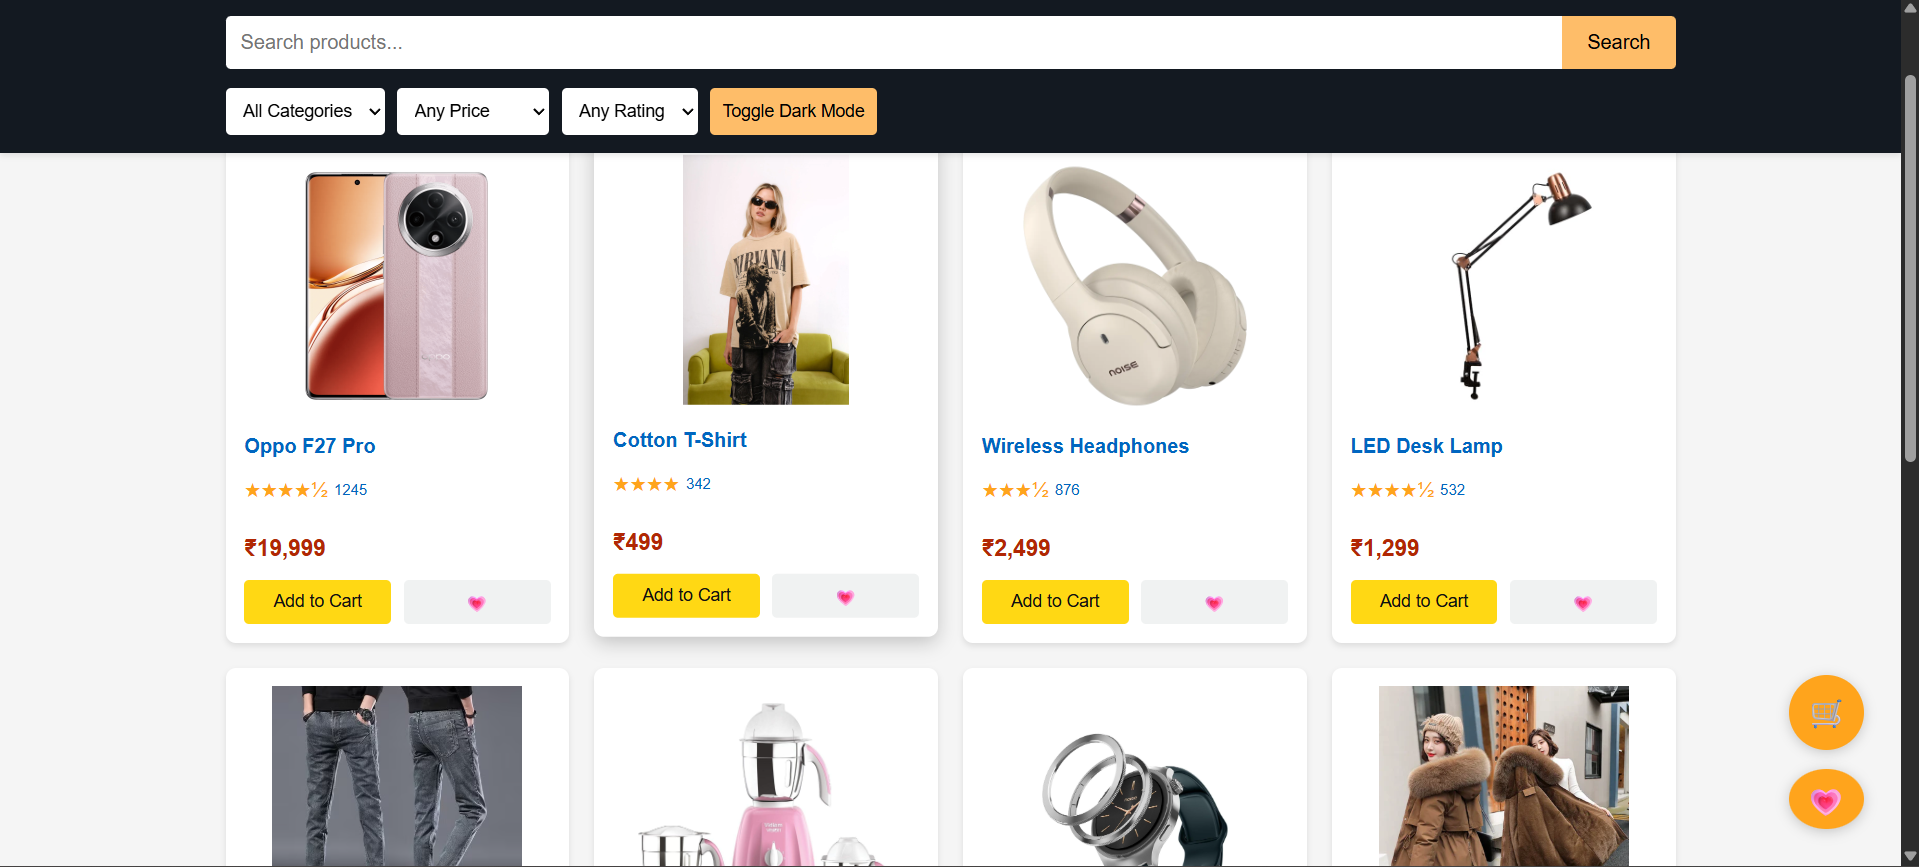 Search products...
Search
All Categories
Any Price
Any Rating
Toggle Dark Mode
NIRVANA
noise
Oppo F27 Pro
Cotton T-Shirt
Wireless Headphones
LED Desk Lamp
★★★★½ 1245
★★★★ 342
★★★½ 876
★★★★½ 532
₹19,999
₹499
₹2,499
₹1,299
Add to Cart
Add to Cart
Add to Cart
Add to Cart